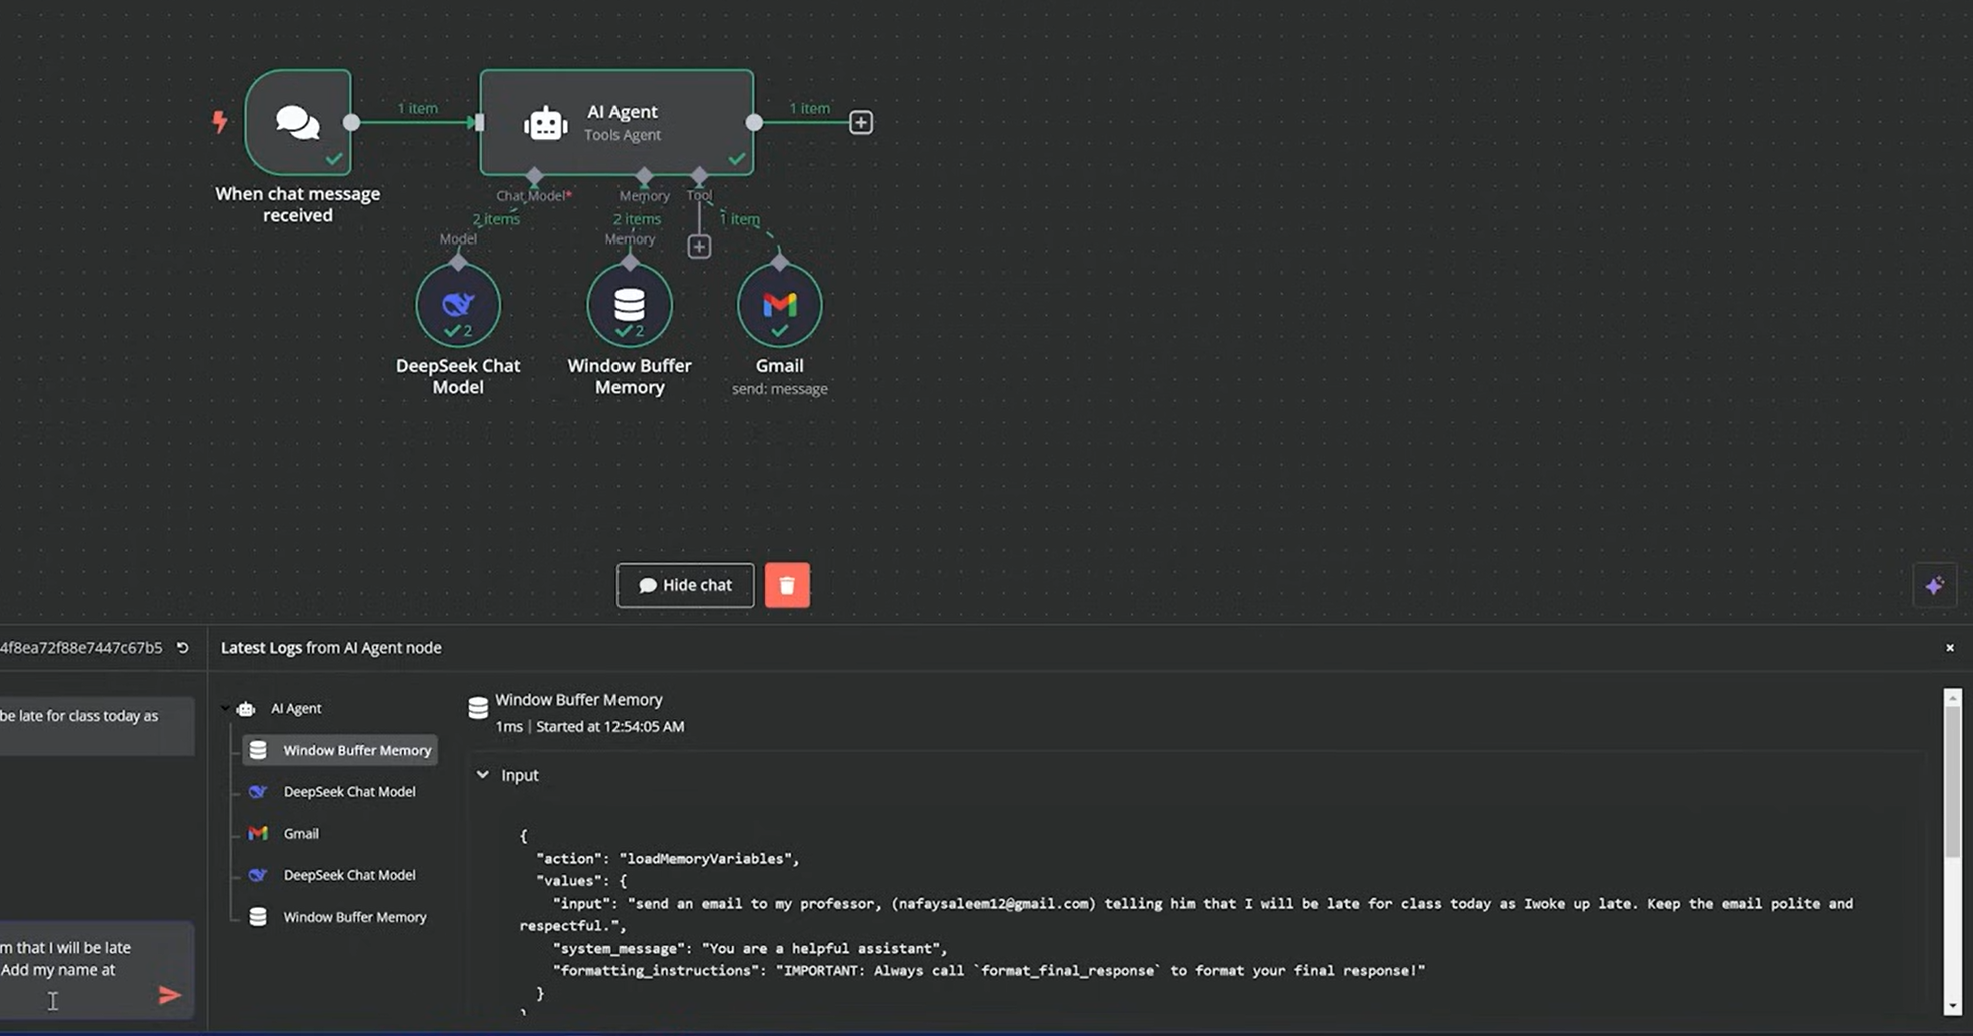 1 item
AI Agent
Tools Agent
1 item
When chat message
received
Chat Model*
Memory
Tool
2 items
2 items
1 item
Model
Memory
2
2
DeepSeek Chat
Model
Window Buffer
Memory
Gmail
send: message
Hide chat
4f8ea72f88e7447c67b5
Latest Logs from AI Agent node
be late for class today as
AI Agent
Window Buffer Memory
DeepSeek Chat Model
Gmail
DeepSeek Chat Model
Window Buffer Memory
m that I will be late
Add my name at
Window Buffer Memory
1ms | Started at 12:54:05 AM
Input
{
"action": "loadMemoryVariables",
"values": {
"input": "send an email to my professor, (nafaysaleem12@gmail.com) telling him that I will be late for class today as Iwoke up late. Keep the email polite and
respectful.",
"system_message": "You are a helpful assistant",
"formatting_instructions": "IMPORTANT: Always call `format_final_response` to format your final response!"
}